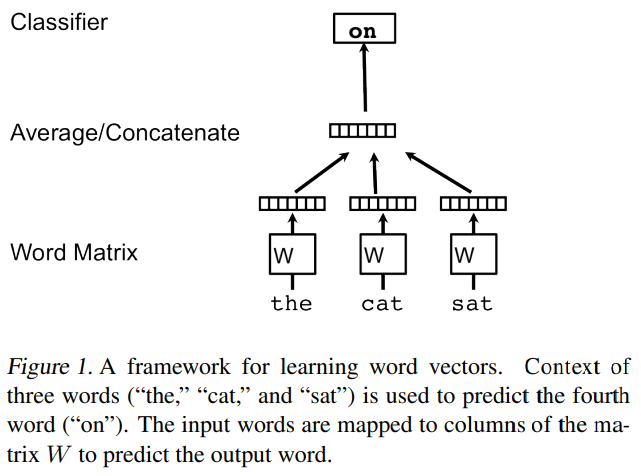 Classifier
on
Average/Concatenate
Word Matrix
W W W
the cat sat
Figure 1. A framework for learning word vectors. Context of
three words (“the,” “cat,” and “sat”) is used to predict the fourth
word (“on”). The input words are mapped to columns of the ma-
trix W to predict the output word.